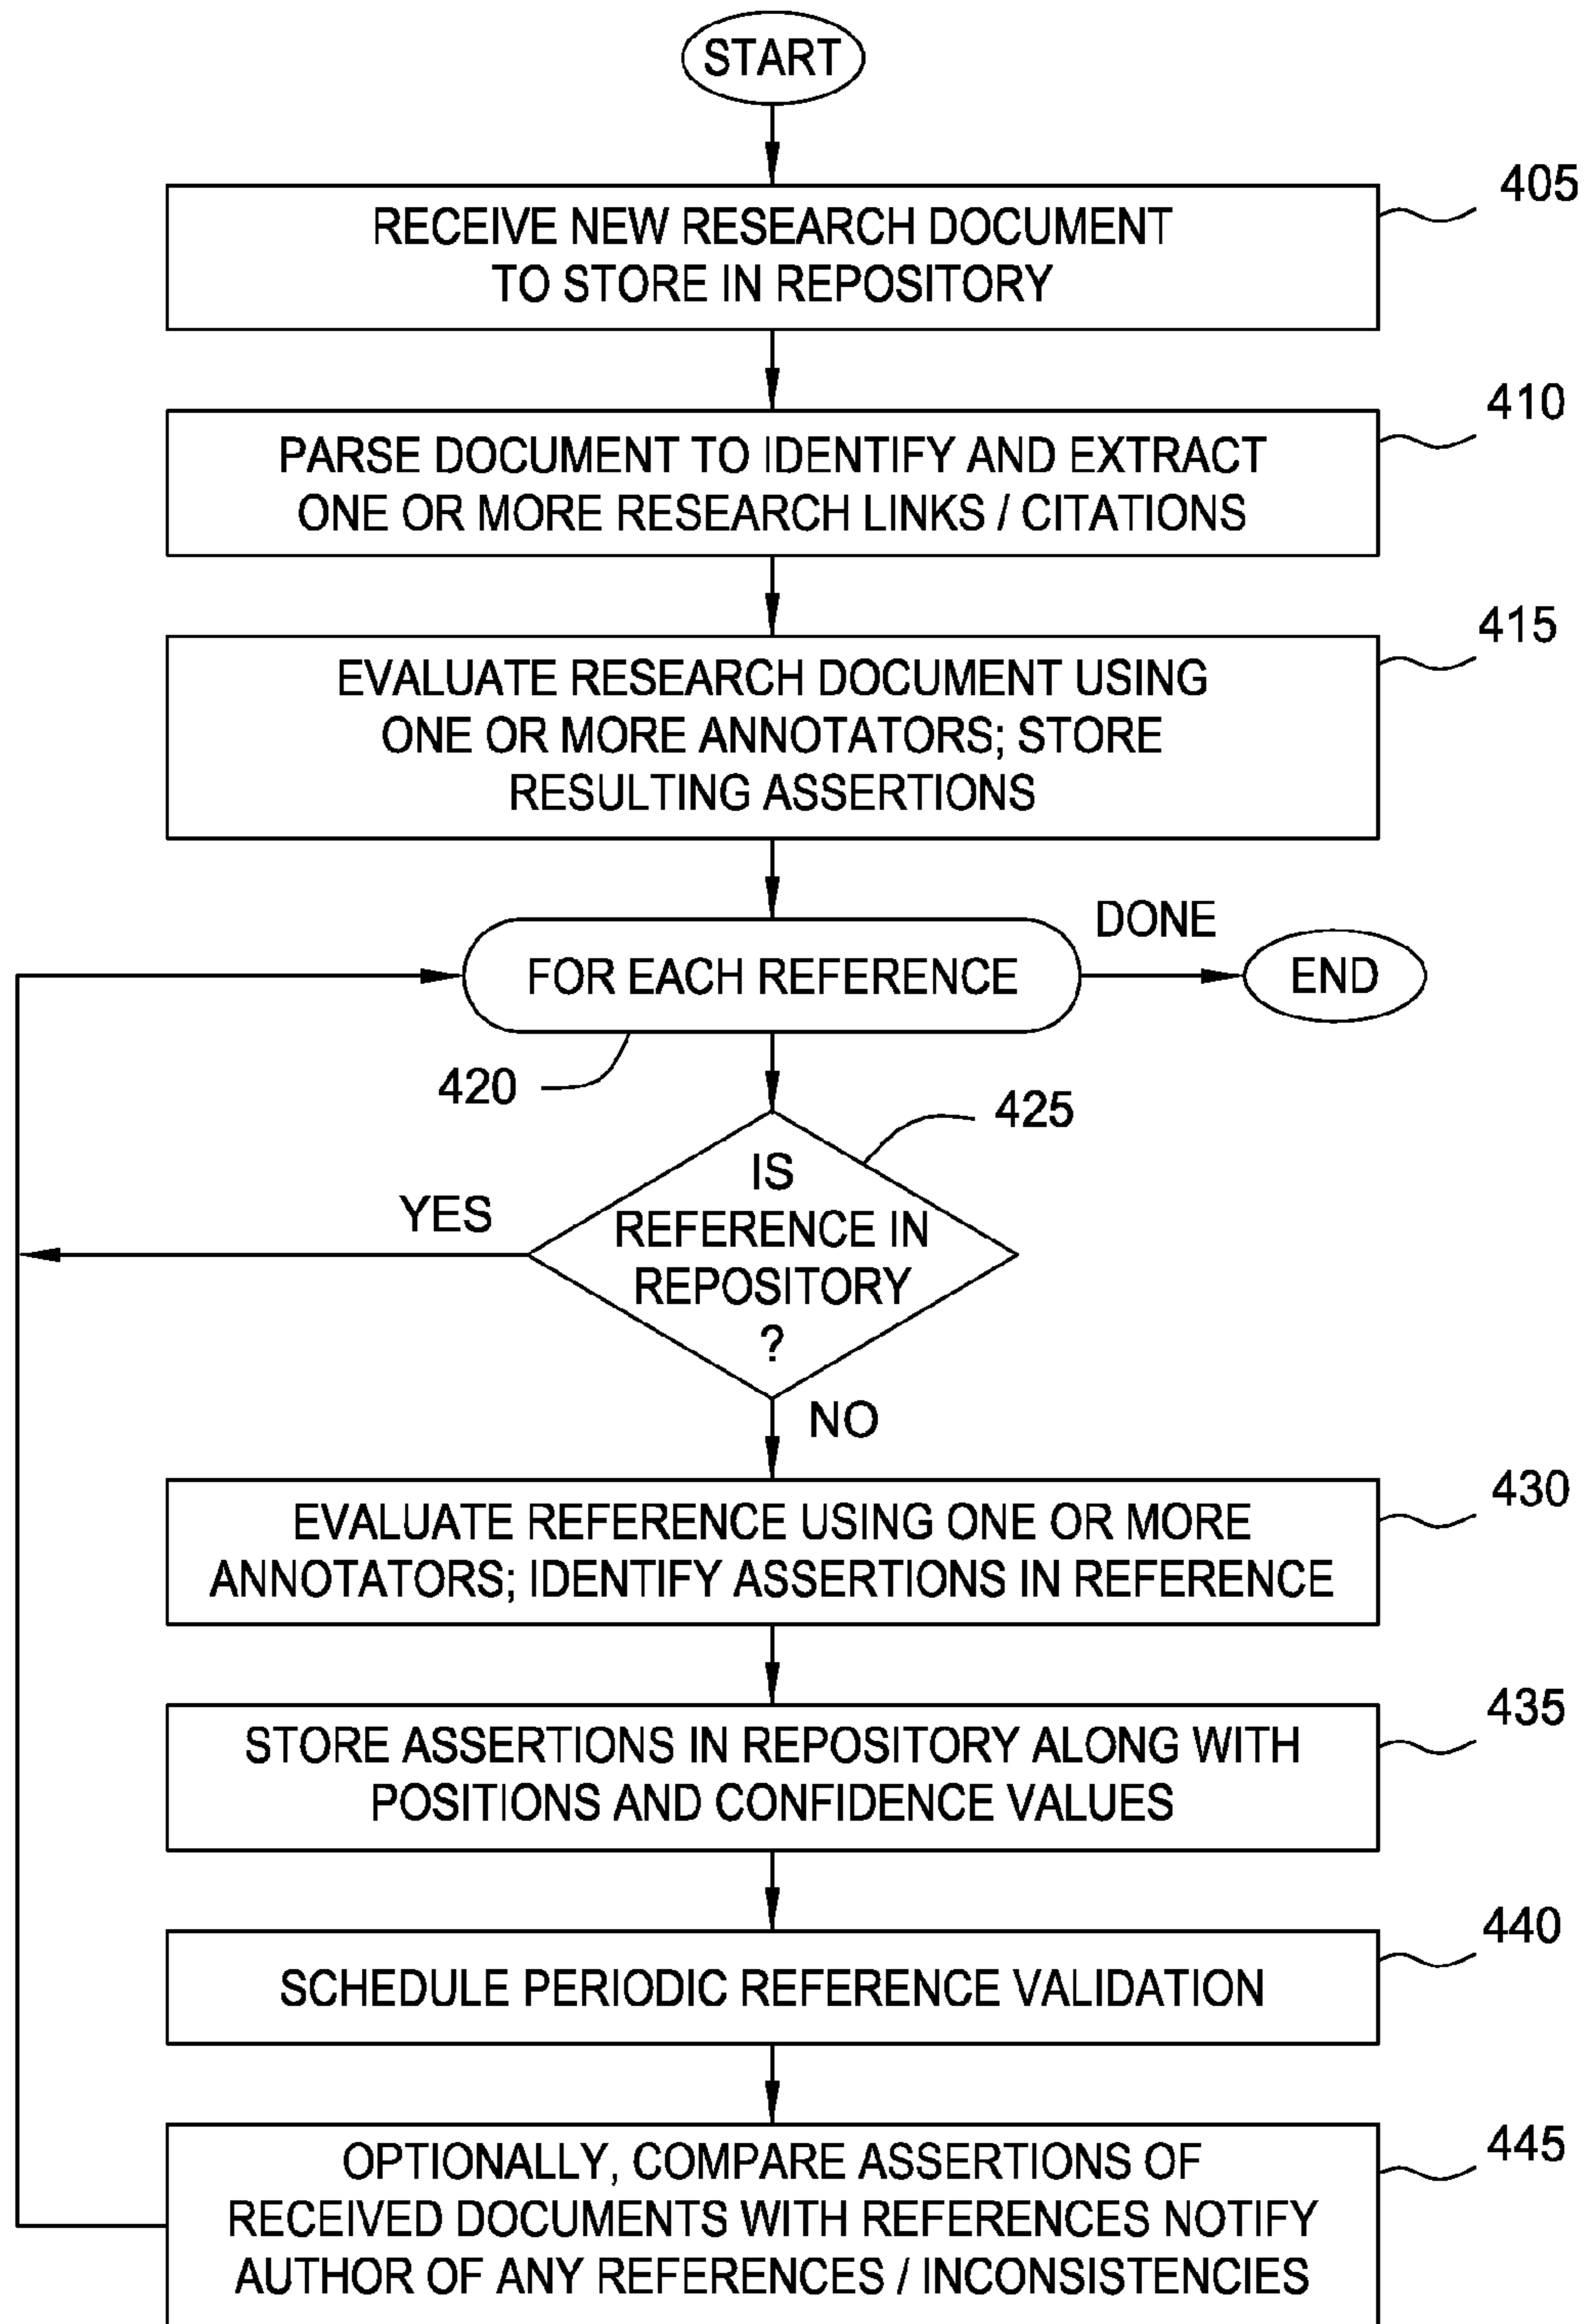 START
405
RECEIVE NEW RESEARCH DOCUMENT
TO STORE IN REPOSITORY
410
PARSE DOCUMENT TO IDENTIFY AND EXTRACT
ONE OR MORE RESEARCH LINKS / CITATIONS
415
EVALUATE RESEARCH DOCUMENT USING
ONE OR MORE ANNOTATORS; STORE
RESULTING ASSERTIONS
DONE
FOR EACH REFERENCE
END
420
425
IS
REFERENCE IN
REPOSITORY
?
YES
NO
430
EVALUATE REFERENCE USING ONE OR MORE
ANNOTATORS; IDENTIFY ASSERTIONS IN REFERENCE
435
STORE ASSERTIONS IN REPOSITORY ALONG WITH
POSITIONS AND CONFIDENCE VALUES
440
SCHEDULE PERIODIC REFERENCE VALIDATION
445
OPTIONALLY, COMPARE ASSERTIONS OF
RECEIVED DOCUMENTS WITH REFERENCES NOTIFY
AUTHOR OF ANY REFERENCES / INCONSISTENCIES